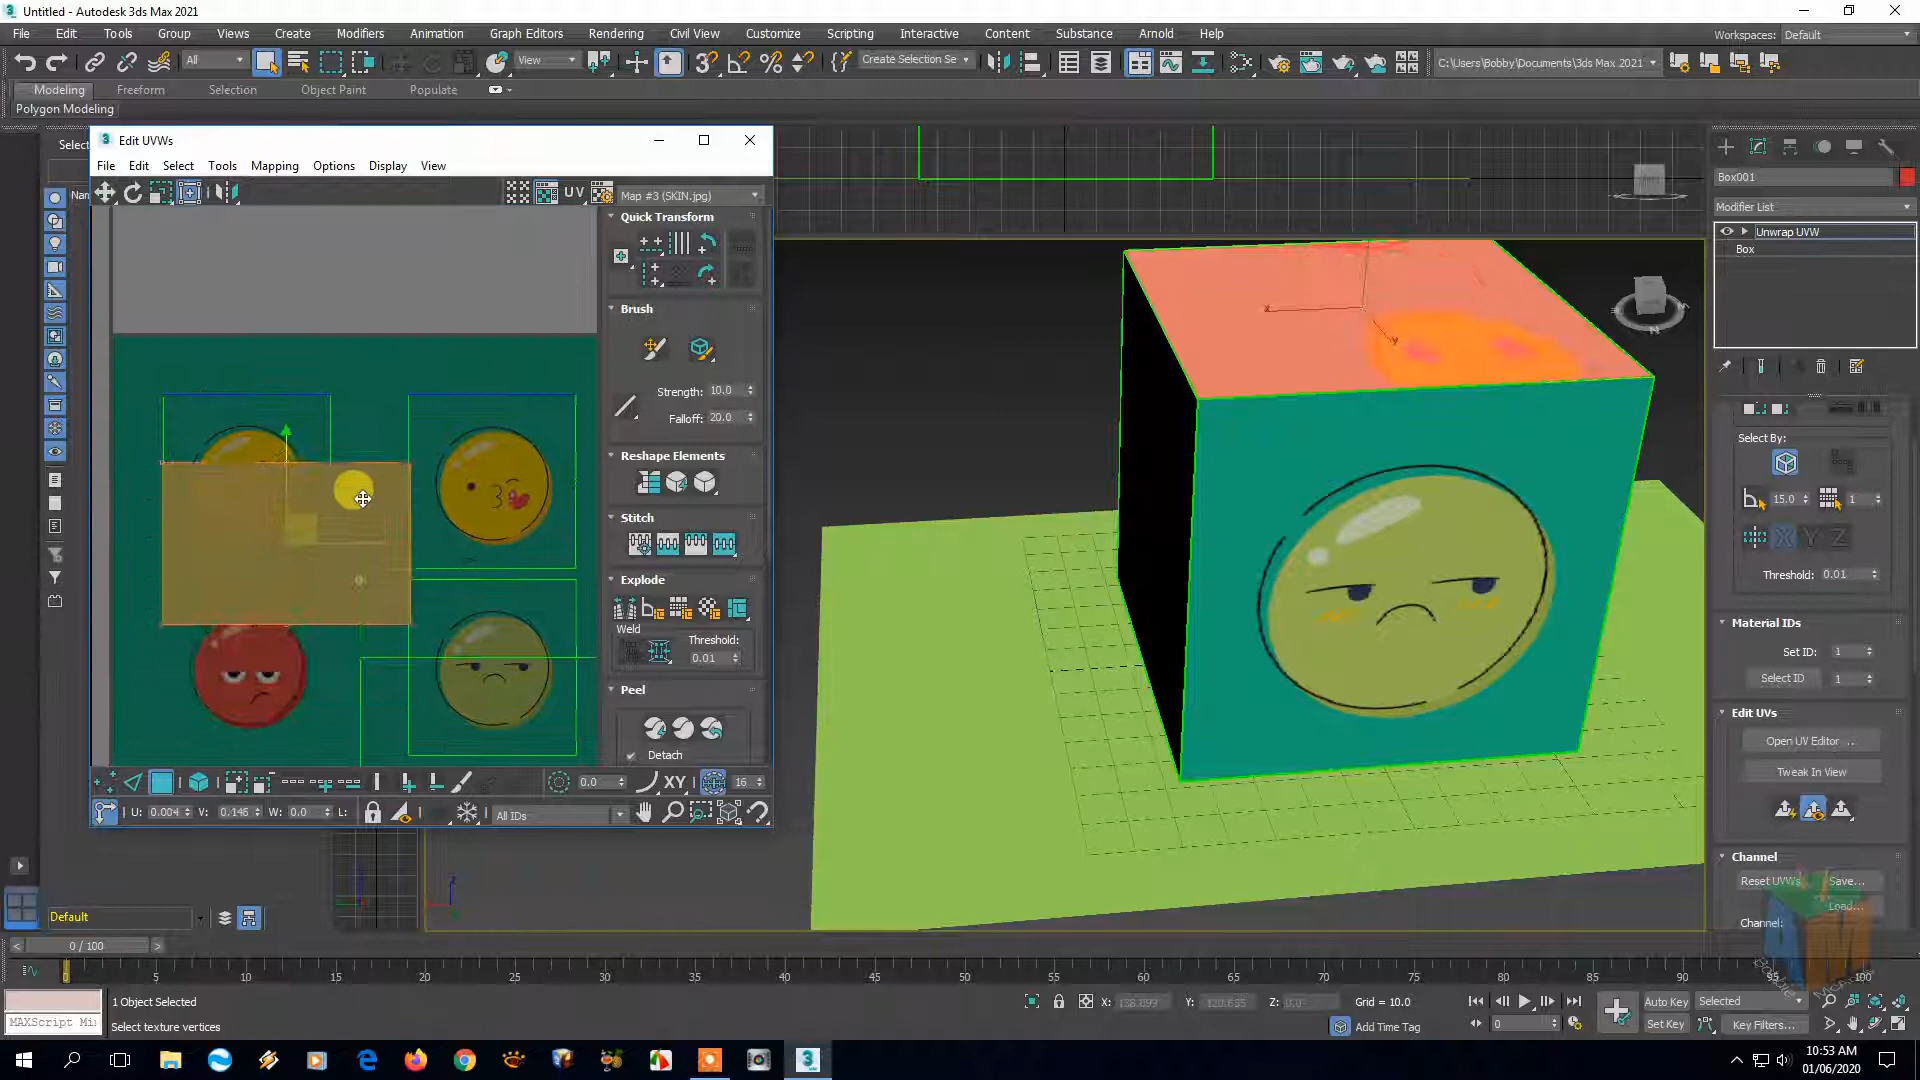 Untitled - Autodesk 3ds Max 2021
File Edit Tools Group Views Create Modifiers Animation Graph Editors Rendering Civil View Customize Scripting Interactive Content Substance Arnold Help
Workspaces: Default
All View Create Selection Se C:\Users\Bobby\Documents\3ds Max 2021
Modeling Freeform Selection Object Paint Populate
Polygon Modeling
Select
Edit UVWs
File Edit Select Tools Mapping Options Display View
UV Map #3 (SKIN.jpg)
Quick Transform
Brush
Strength: 10.0
Falloff: 20.0
Reshape Elements
Stitch
Explode
Weld
Threshold:
0.01
Peel
Detach
0.0 XY 16
U: 0.004 V: 0.146 W: 0.0 L: All IDs
Box001
Modifier List
Unwrap UVW
Box
Select By:
15.0 1
X Y Z
Threshold: 0.01
Material IDs
Set ID: 1
Select ID 1
Edit UVs
Open UV Editor ...
Tweak In View
Channel
Reset UVWs Save...
Load...
Channel:
Default
0 / 100
0 5 10 15 20 25 30 35 40 45 50 55 60 65 70 75 80 85 90 95 100
1 Object Selected
MAXScript Mi
Select texture vertices
X: Y: Z: Grid = 10.0
Add Time Tag
0
Auto Key Selected
Set Key Key Filters...
10:53 AM
01/06/2020